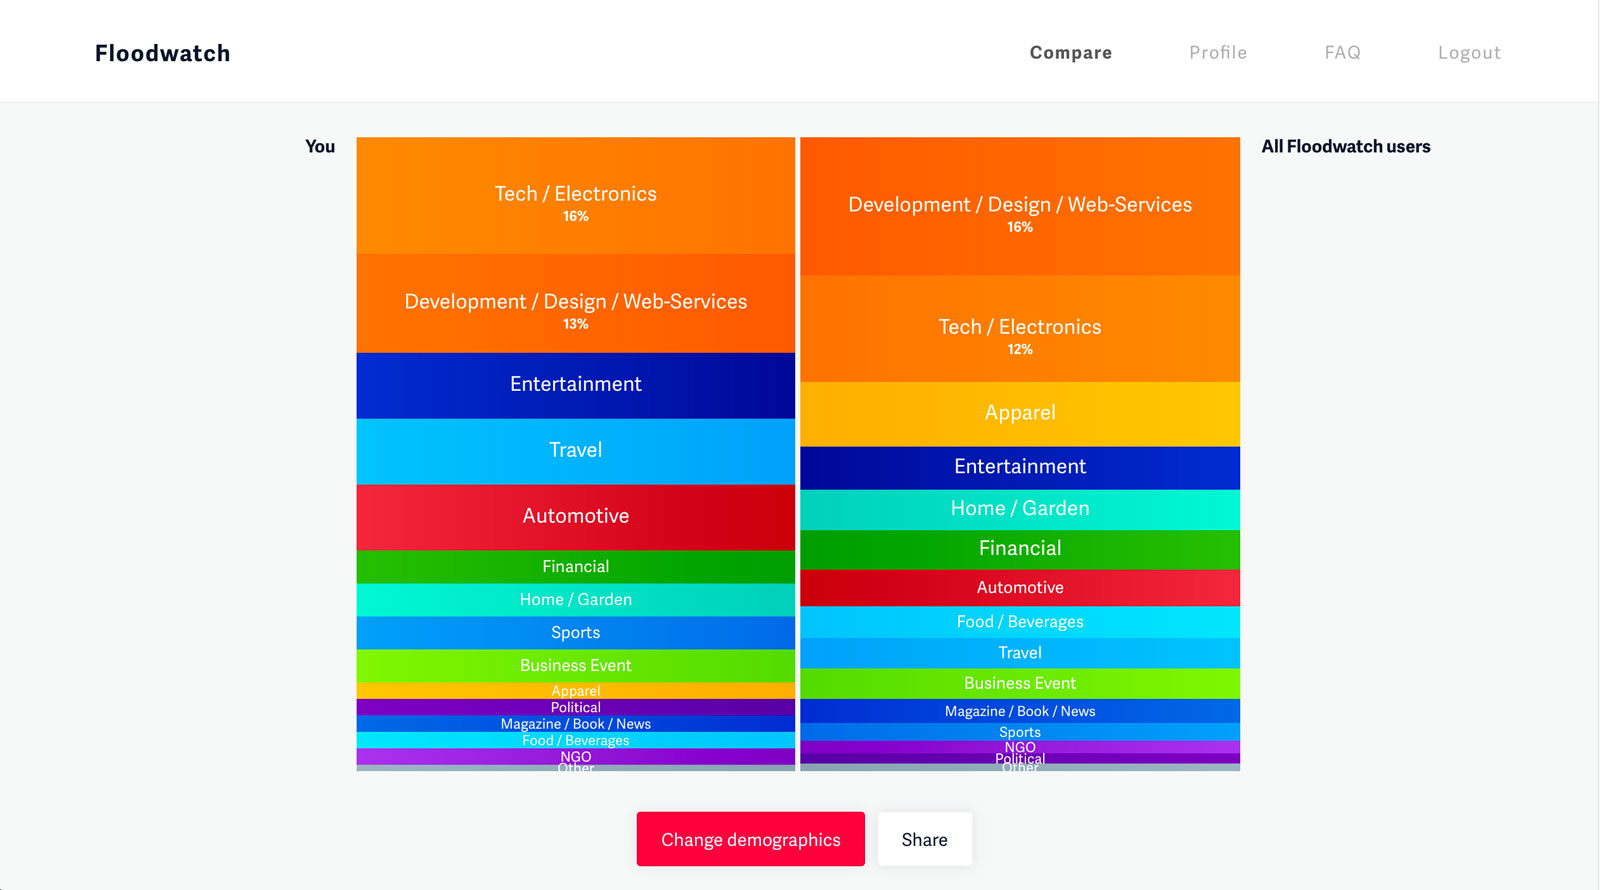 Floodwatch
Compare
Profile
FAQ
Logout
You
Tech / Electronics
16%
Development / Design / Web-Services
13%
Entertainment
Travel
Automotive
Financial
Home / Garden
Sports
Business Event
Apparel
Political
Magazine / Book / News
Food / Beverages
NGO
Other
All Floodwatch users
Development / Design / Web-Services
16%
Tech / Electronics
12%
Apparel
Entertainment
Home / Garden
Financial
Automotive
Food / Beverages
Travel
Business Event
Magazine / Book / News
Sports
NGO
Political
Other
Change demographics
Share